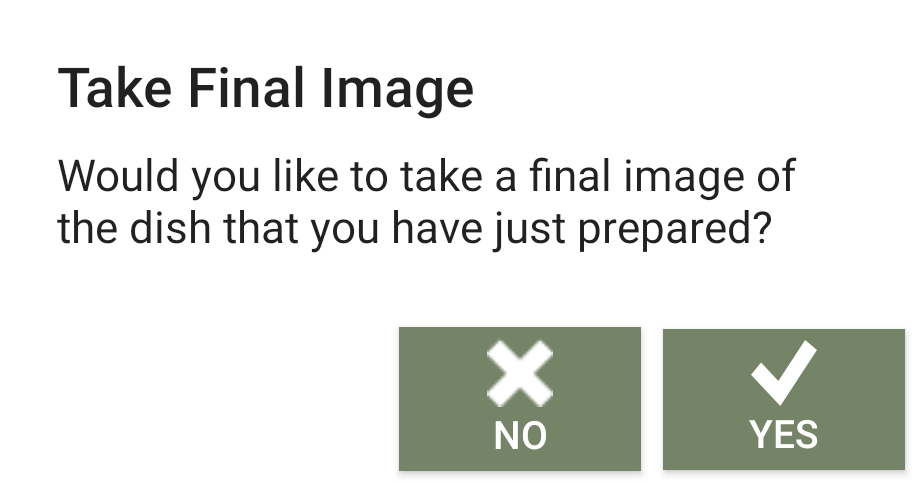 Take Final Image
Would you like to take a final image of
the dish that you have just prepared?
NO
YES